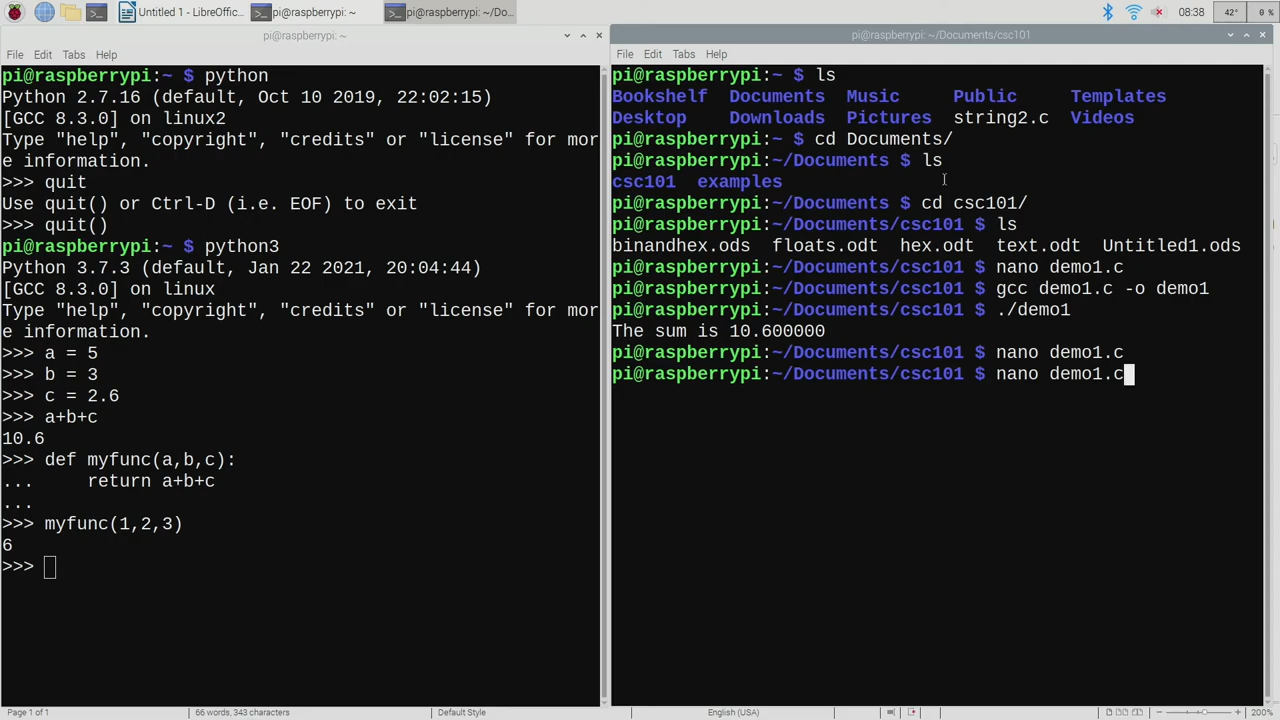 Untitled 1 - LibreOffic...
pi@raspberrypi: ~
pi@raspberrypi: ~/Do...
08:38
42°
0 %
pi@raspberrypi: ~
File Edit Tabs Help
pi@raspberrypi:~ $ python
Python 2.7.16 (default, Oct 10 2019, 22:02:15)
[GCC 8.3.0] on linux2
Type "help", "copyright", "credits" or "license" for mor
e information.
>>> quit
Use quit() or Ctrl-D (i.e. EOF) to exit
>>> quit()
pi@raspberrypi:~ $ python3
Python 3.7.3 (default, Jan 22 2021, 20:04:44)
[GCC 8.3.0] on linux
Type "help", "copyright", "credits" or "license" for mor
e information.
>>> a = 5
>>> b = 3
>>> c = 2.6
>>> a+b+c
10.6
>>> def myfunc(a,b,c):
...     return a+b+c
...
>>> myfunc(1,2,3)
6
>>>
pi@raspberrypi: ~/Documents/csc101
File Edit Tabs Help
pi@raspberrypi:~ $ ls
Bookshelf  Documents  Music     Public     Templates
Desktop    Downloads  Pictures  string2.c  Videos
pi@raspberrypi:~ $ cd Documents/
pi@raspberrypi:~/Documents $ ls
csc101  examples
pi@raspberrypi:~/Documents $ cd csc101/
pi@raspberrypi:~/Documents/csc101 $ ls
binandhex.ods  floats.odt  hex.odt  text.odt  Untitled1.ods
pi@raspberrypi:~/Documents/csc101 $ nano demo1.c
pi@raspberrypi:~/Documents/csc101 $ gcc demo1.c -o demo1
pi@raspberrypi:~/Documents/csc101 $ ./demo1
The sum is 10.600000
pi@raspberrypi:~/Documents/csc101 $ nano demo1.c
pi@raspberrypi:~/Documents/csc101 $ nano demo1.c
Page 1 of 1
66 words, 343 characters
Default Style
English (USA)
200%